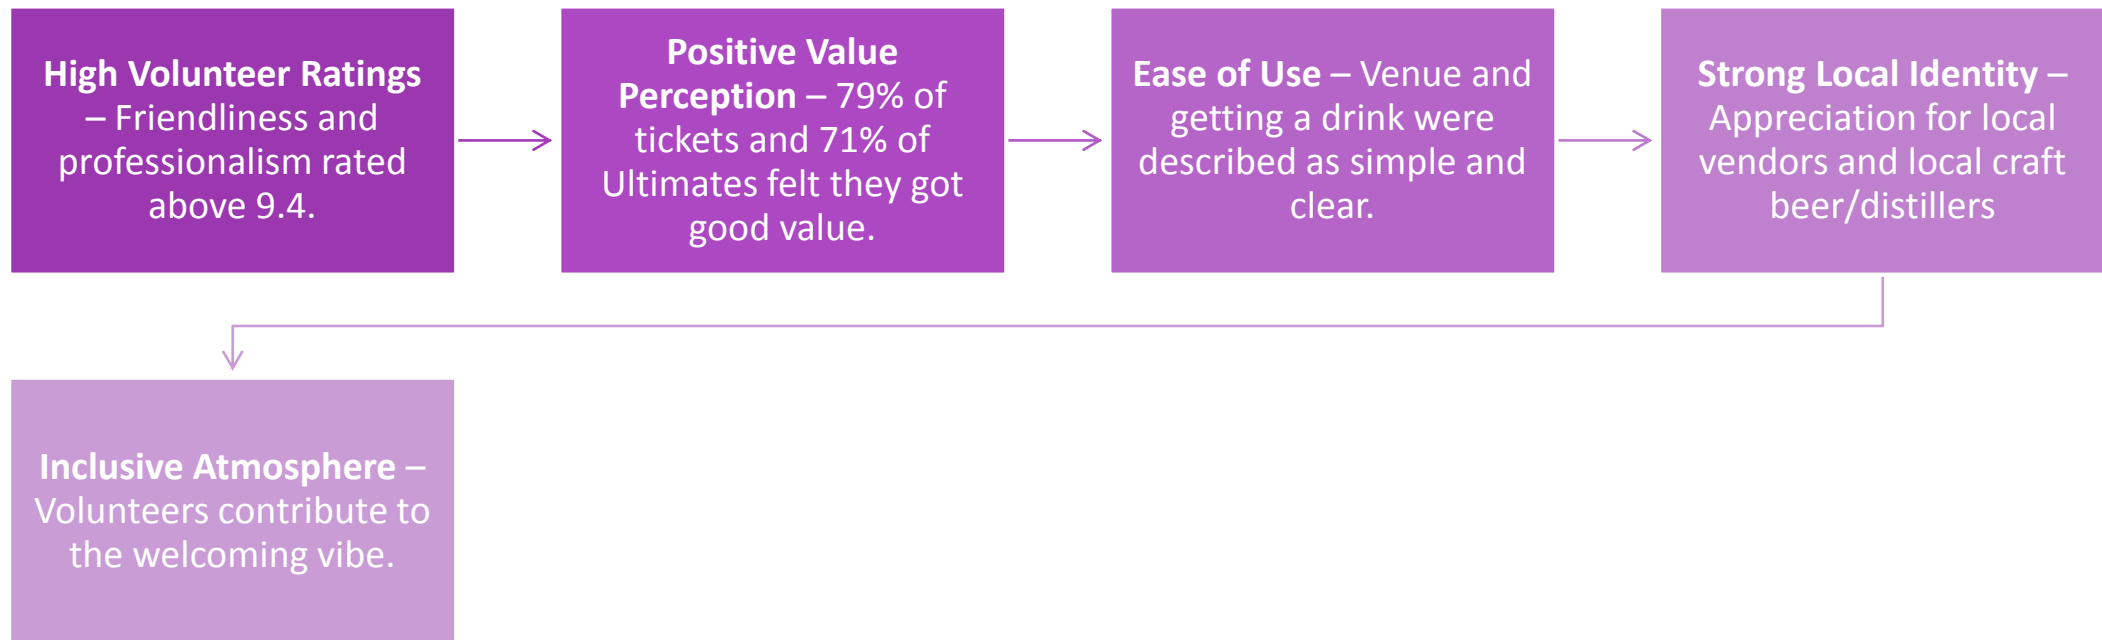 High Volunteer Ratings
– Friendliness and
professionalism rated
above 9.4.
Positive Value
Perception – 79% of
tickets and 71% of
Ultimates felt they got
good value.
Ease of Use – Venue and
getting a drink were
described as simple and
clear.
Strong Local Identity –
Appreciation for local
vendors and local craft
beer/distillers
Inclusive Atmosphere –
Volunteers contribute to
the welcoming vibe.